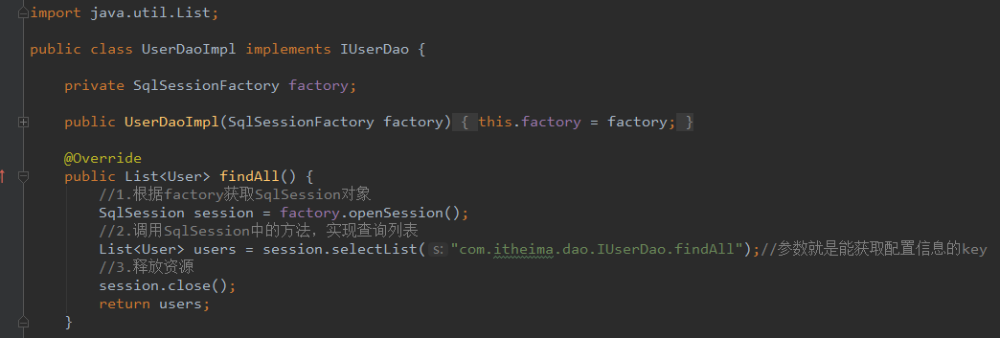 import java.util.List;
public class UserDaoImpl implements IUserDao {
private SqlSessionFactory factory;
public UserDaoImpl(SqlSessionFactory factory) { this.factory = factory; }
@Override
public List<User> findAll() {
//1.根据factory获取SqlSession对象
SqlSession session = factory.openSession();
//2.调用SqlSession中的方法，实现查询列表
List<User> users = session.selectList( s: "com.itheima.dao.IUserDao.findAll");//参数就是能获取配置信息的key
//3.释放资源
session.close();
return users;
}